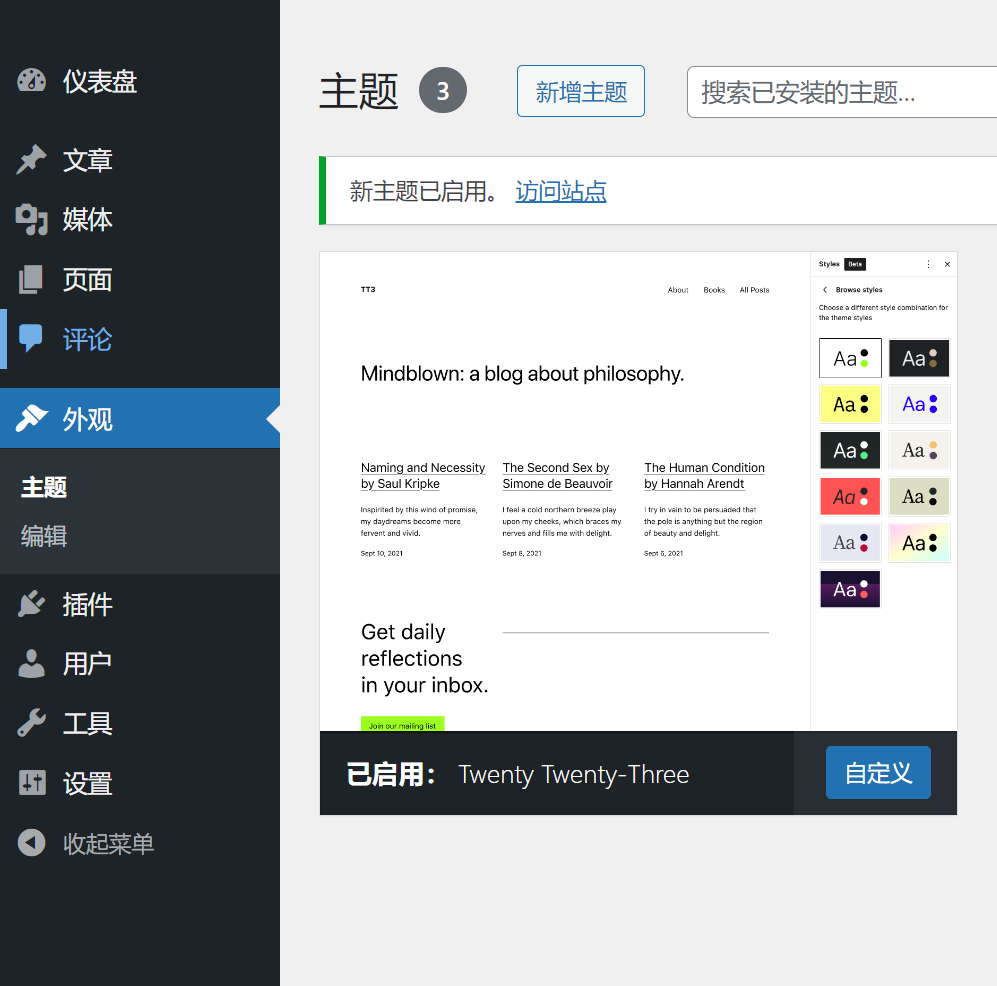 仪表盘
文章
媒体
页面
评论
外观
主题
编辑
插件
用户
工具
设置
收起菜单
主题 3 新增主题 搜索已安装的主题...
新主题已启用。 访问站点
TT3 About Books All Posts
Mindblown: a blog about philosophy.
Naming and Necessity
by Saul Kripke
Inspirited by this wind of promise,
my daydreams become more
fervent and vivid.
Sept 10, 2021
The Second Sex by
Simone de Beauvoir
I feel a cold northern breeze play
upon my cheeks, which braces my
nerves and fills me with delight.
Sept 8, 2021
The Human Condition
by Hannah Arendt
I try in vain to be persuaded that
the pole is anything but the region
of beauty and delight.
Sept 6, 2021
Get daily
reflections
in your inbox.
Join our mailing list
Styles Beta
Browse styles
Choose a different style combination for
the theme styles
Aa Aa
Aa Aa
Aa Aa
Aa Aa
Aa Aa
Aa
已启用： Twenty Twenty-Three 自定义